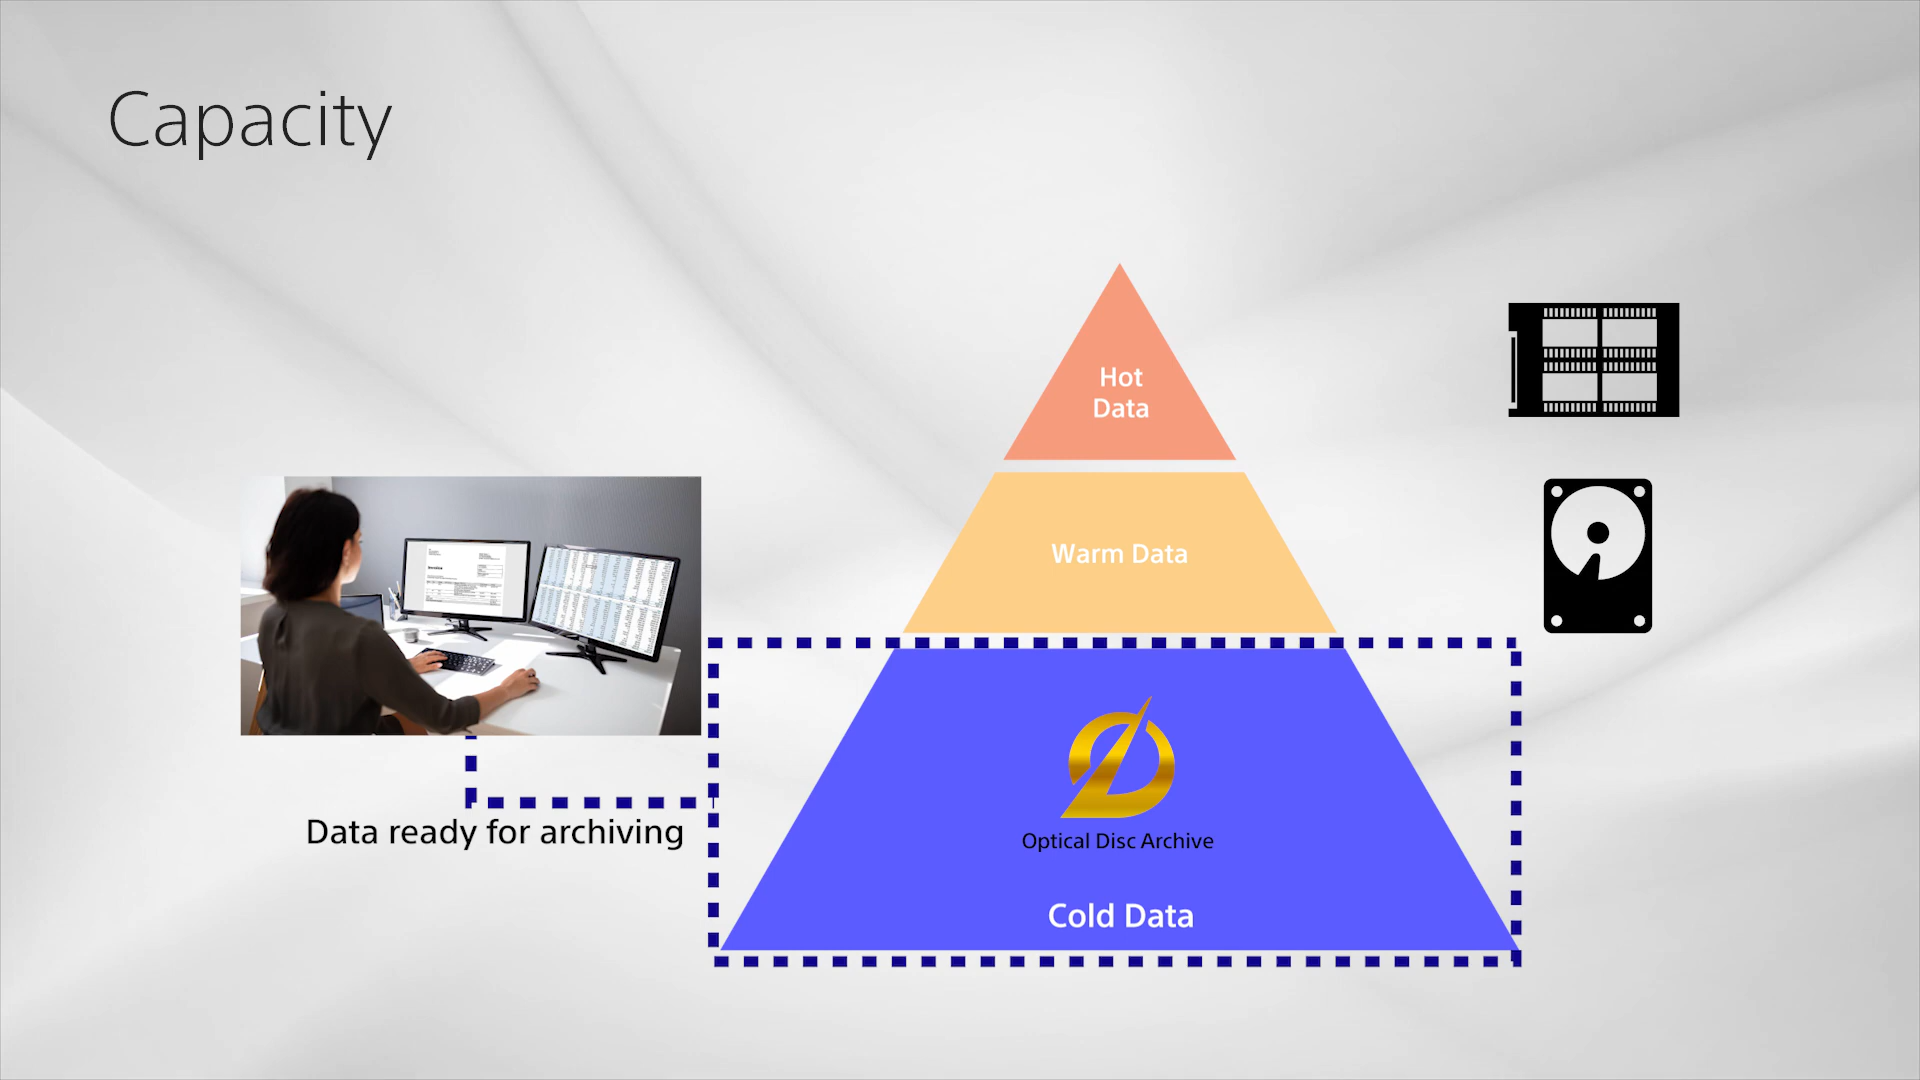 Capacity
Hot
Data
Warm Data
Data ready for archiving
Optical Disc Archive
Cold Data